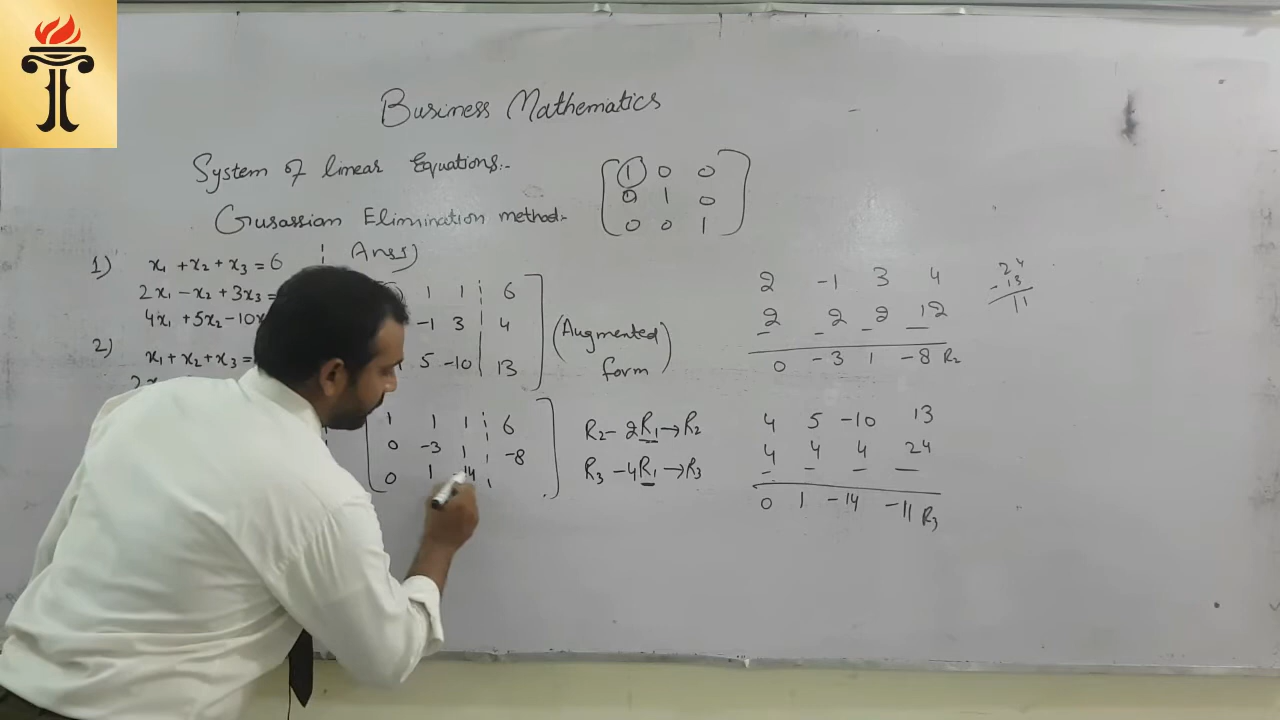 Business Mathematics
System of linear Equations:-
Gusassian Elimination method:-
1 0 0
0 1 0
0 0 1
1) x₁ + x₂ + x₃ = 6
2x₁ - x₂ + 3x₃ =
4x₁ + 5x₂ - 10x
2) x₁ + x₂ + x₃ =
Ans:)
1 1 6
-1 3 4
5 -10 13
(Augmented form)
1 1 1 6
0 -3 1 -8
0 1 -14
R₂ - 2R₁ → R₂
R₃ - 4R₁ → R₃
2 -1 3 4
2 2 2 12
- - - -
0 -3 1 -8 R₂
4 5 -10 13
4 4 4 24
- - - -
0 1 -14 -11 R₃
24
-13
11